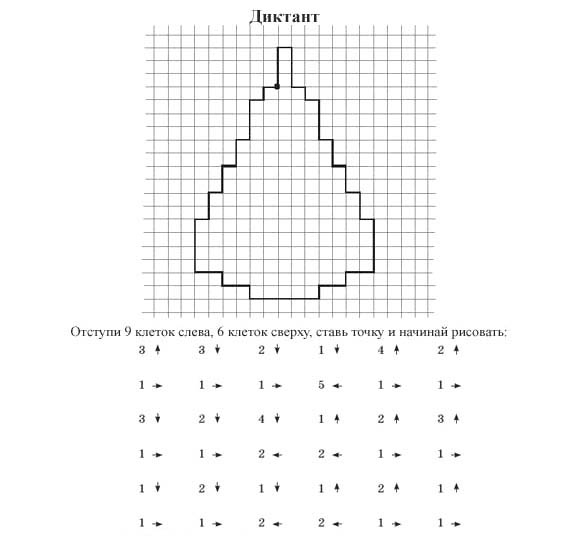 Диктант
Отступи 9 клеток слева, 6 клеток сверху, ставь точку и начинай рисовать:
3 ↑ 3 ↓ 2 ↓ 1 ↓ 4 ↑ 2 ↑
1 → 1 → 1 → 5 ← 1 → 1 →
3 ↓ 2 ↓ 4 ↓ 1 ↑ 2 ↑ 3 ↑
1 → 1 → 2 ← 2 ← 1 → 1 →
1 ↓ 2 ↓ 1 ↓ 1 ↑ 2 ↑ 1 ↑
1 → 1 → 2 ← 2 ← 1 → 1 →